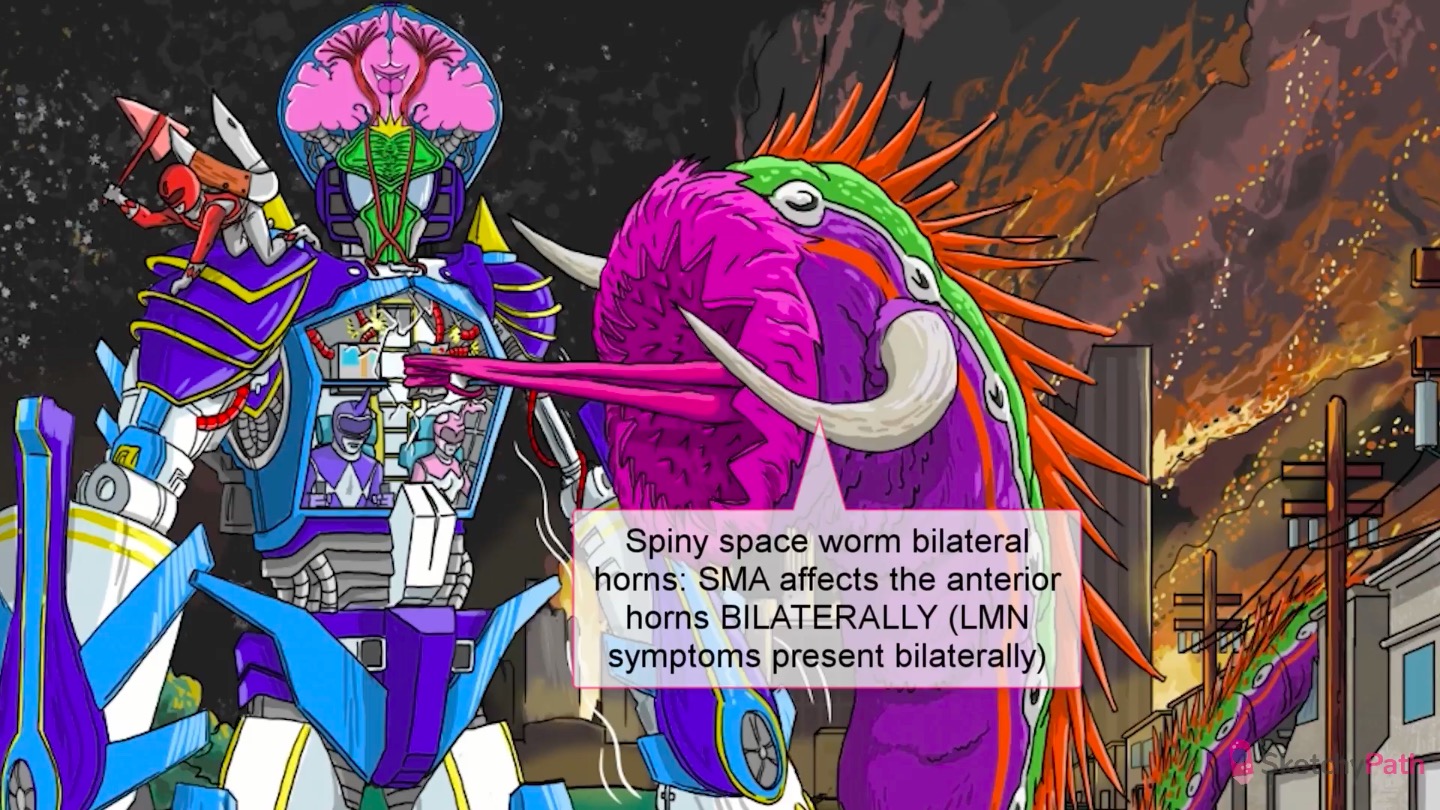 Spiny space worm bilateral
horns: SMA affects the anterior
horns BILATERALLY (LMN
symptoms present bilaterally)
SketchyPath